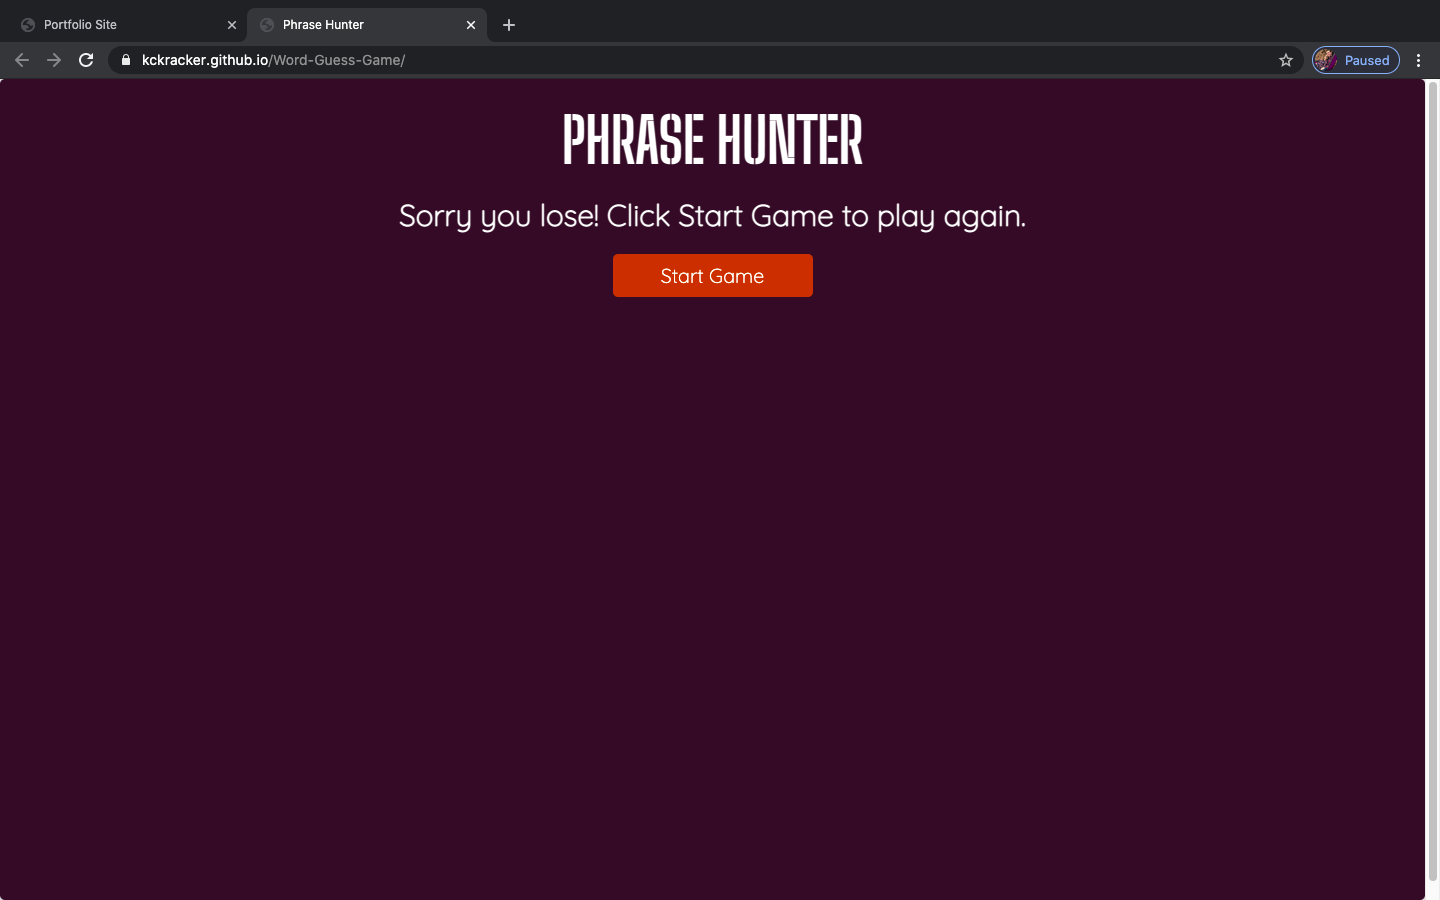 Portfolio Site
Phrase Hunter
kckracker.github.io/Word-Guess-Game/
Paused
PHRASE HUNTER
Sorry you lose! Click Start Game to play again.
Start Game